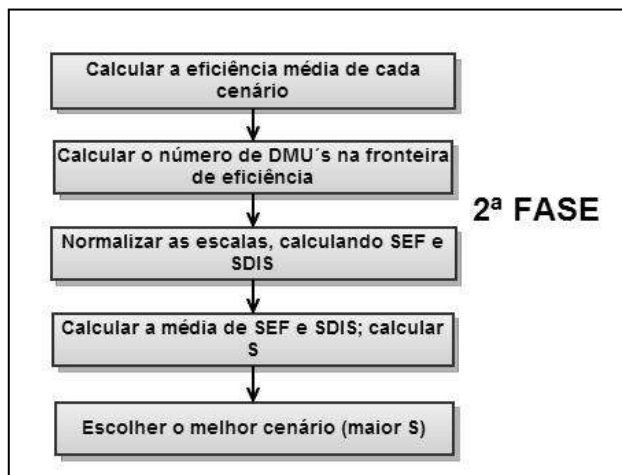 Calcular a eficiência média de cada
cenário
Calcular o número de DMU´s na fronteira
de eficiência
2ª FASE
Normalizar as escalas, calculando SEF e
SDIS
Calcular a média de SEF e SDIS; calcular
S
Escolher o melhor cenário (maior S)